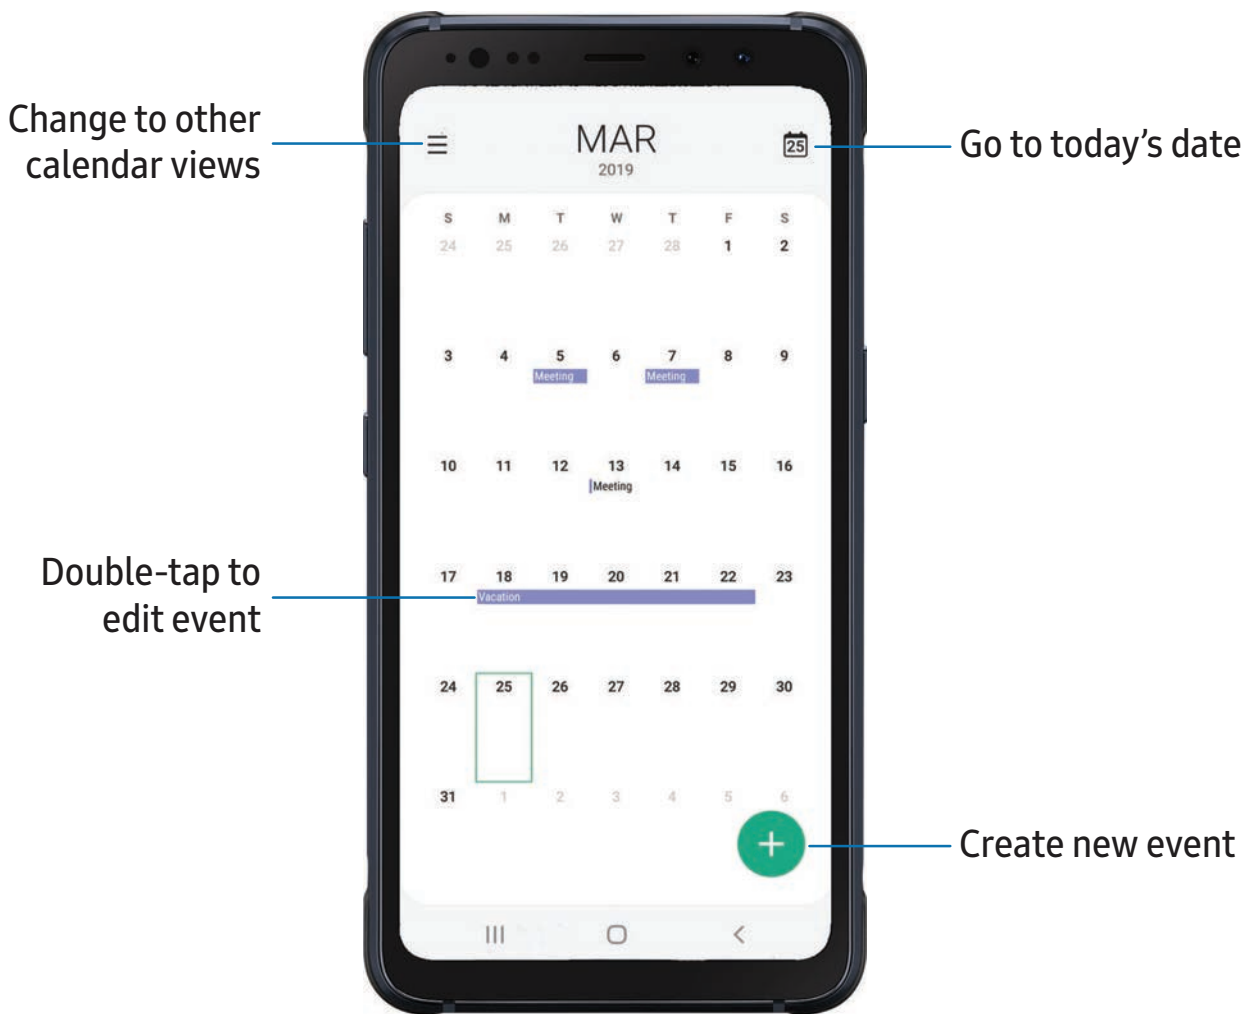 Change to other
calendar views
MAR
2019
25
Go to today's date
S M T W T F S
24 25 26 27 28 1 2
3 4 5 6 7 8 9
Meeting Meeting
10 11 12 13 14 15 16
Meeting
Double-tap to
edit event
17 18 19 20 21 22 23
Vacation
24 25 26 27 28 29 30
31 1 2 3 4 5 6
Create new event